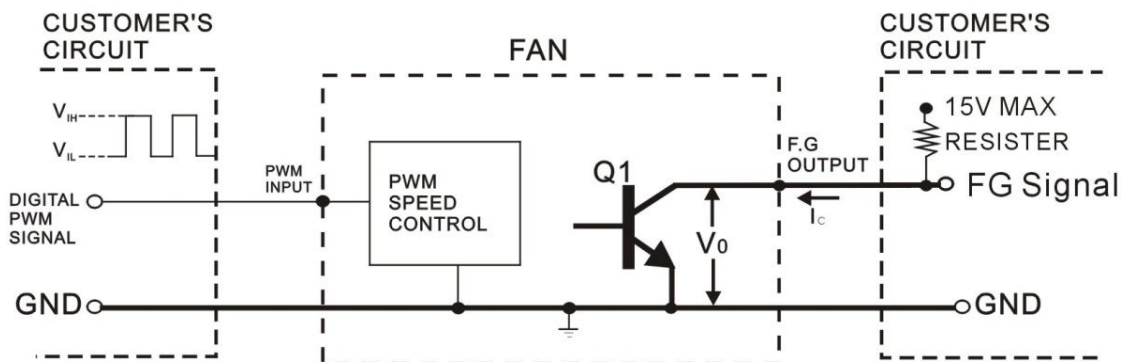 CUSTOMER'S
CIRCUIT
VIH
VIL
DIGITAL
PWM
SIGNAL
GND
PWM
INPUT
FAN
PWM
SPEED
CONTROL
Q1
V0
F.G
OUTPUT
IC
CUSTOMER'S
CIRCUIT
15V MAX
RESISTER
FG Signal
GND